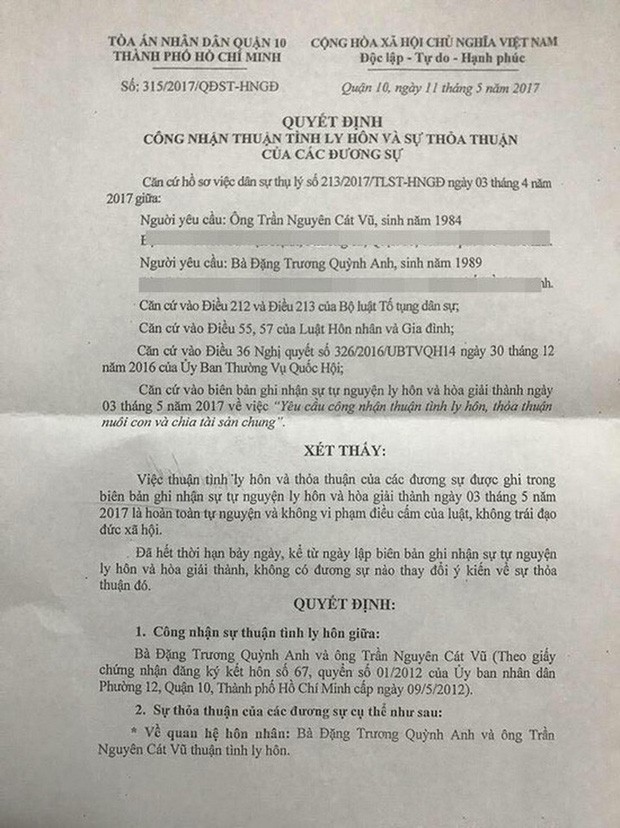 TÒA ÁN NHÂN DÂN QUẬN 10
THÀNH PHỐ HỒ CHÍ MINH
CỘNG HÒA XÃ HỘI CHỦ NGHĨA VIỆT NAM
Độc lập - Tự do - Hạnh phúc
Số: 315/2017/QĐST-HNGĐ
Quận 10, ngày 11 tháng 5 năm 2017
QUYẾT ĐỊNH
CÔNG NHẬN THUẬN TÌNH LY HÔN VÀ SỰ THỎA THUẬN
CỦA CÁC ĐƯƠNG SỰ
Căn cứ hồ sơ việc dân sự thụ lý số 213/2017/TLST-HNGĐ ngày 03 tháng 4 năm
2017 giữa:
Người yêu cầu: Ông Trần Nguyên Cát Vũ, sinh năm 1984
Người yêu cầu: Bà Đặng Trương Quỳnh Anh, sinh năm 1989
inh.
Căn cứ vào Điều 212 và Điều 213 của Bộ luật Tố tụng dân sự;
Căn cứ vào Điều 55, 57 của Luật Hôn nhân và Gia đình;
Căn cứ vào Điều 36 Nghị quyết số 326/2016/UBTVQH14 ngày 30 tháng 12
năm 2016 của Ủy Ban Thường Vụ Quốc Hội;
Căn cứ vào biên bản ghi nhận sự tự nguyện ly hôn và hòa giải thành ngày
03 tháng 5 năm 2017 về việc “Yêu cầu công nhận thuận tình ly hôn, thỏa thuận
nuôi con và chia tài sản chung”.
XÉT THẤY:
Việc thuận tình ly hôn và thỏa thuận của các đương sự được ghi trong
biên bản ghi nhận sự tự nguyện ly hôn và hòa giải thành ngày 03 tháng 5 năm
2017 là hoàn toàn tự nguyện và không vi phạm điều cấm của luật, không trái đạo
đức xã hội.
Đã hết thời hạn bảy ngày, kể từ ngày lập biên bản ghi nhận sự tự nguyện
ly hôn và hòa giải thành, không có đương sự nào thay đổi ý kiến về sự thỏa
thuận đó.
QUYẾT ĐỊNH:
1. Công nhận sự thuận tình ly hôn giữa:
Bà Đặng Trương Quỳnh Anh và ông Trần Nguyên Cát Vũ (Theo giấy
chứng nhận đăng ký kết hôn số 67, quyển số 01/2012 của Ủy ban nhân dân
Phường 12, Quận 10, Thành phố Hồ Chí Minh cấp ngày 09/5/2012).
2. Sự thỏa thuận của các đương sự cụ thể như sau:
* Về quan hệ hôn nhân: Bà Đặng Trương Quỳnh Anh và ông Trần
Nguyên Cát Vũ thuận tình ly hôn.